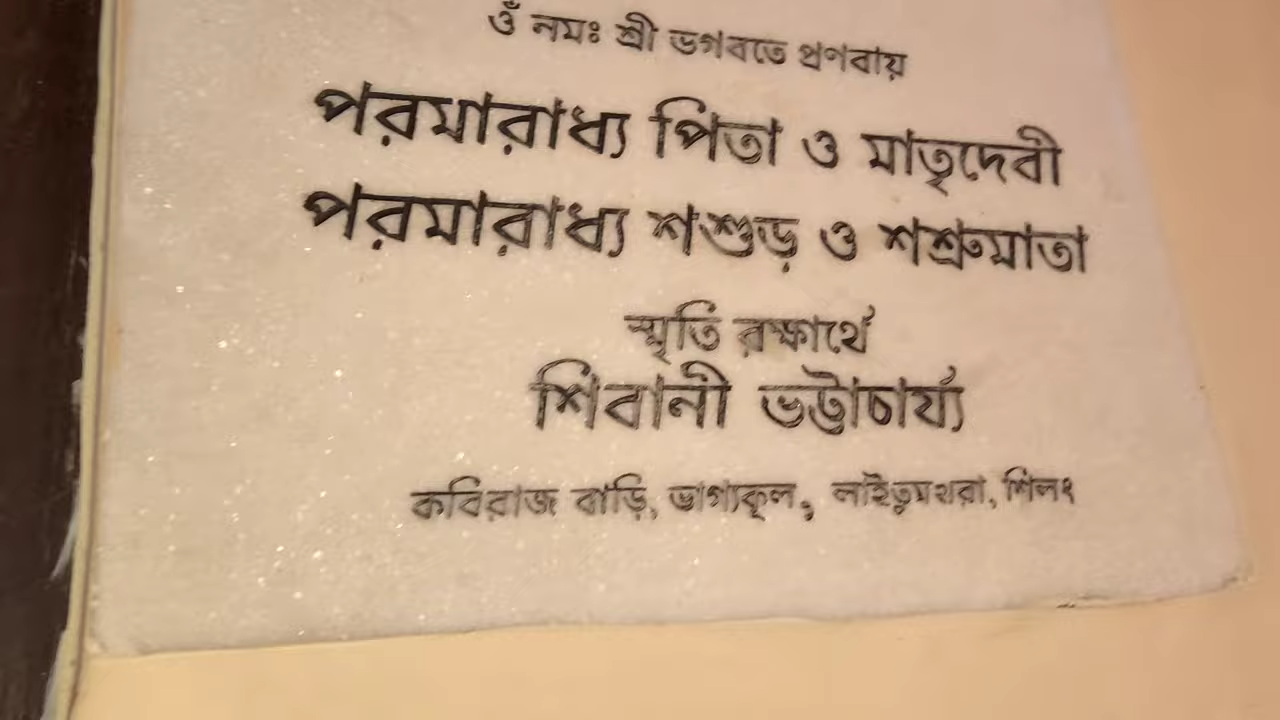 ওঁ নমঃ শ্রী ভগবতে প্রণবায়
পরমারাধ্য পিতা ও মাতৃদেবী
পরমারাধ্য শশুড় ও শশ্রুমাতা
স্মৃতি রক্ষার্থে
শিবানী ভট্টাচার্য্য
কবিরাজ বাড়ি, ভাগ্যকূল, লাইতুমখরা, শিলং